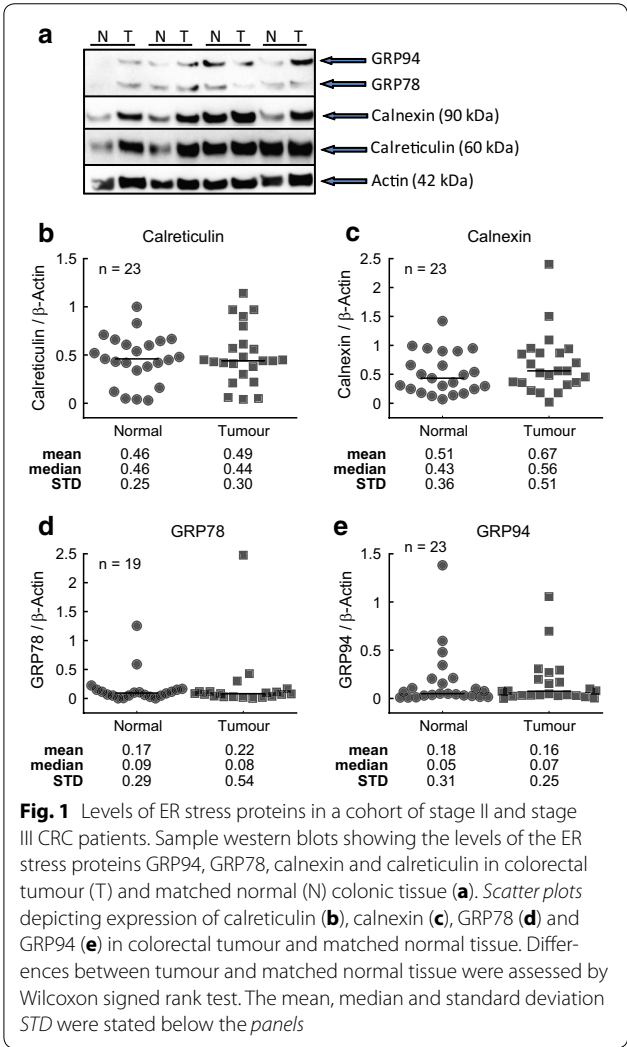 a
N T N T N T N T
GRP94
GRP78
Calnexin (90 kDa)
Calreticulin (60 kDa)
Actin (42 kDa)
b
Calreticulin
n = 23
Calreticulin / β-Actin
1.5
1
0.5
0
Normal Tumour
mean 0.46 0.49
median 0.46 0.44
STD 0.25 0.30
c
Calnexin
n = 23
Calnexin / β-Actin
2.5
2
1.5
1
0.5
0
Normal Tumour
mean 0.51 0.67
median 0.43 0.56
STD 0.36 0.51
d
GRP78
n = 19
GRP78 / β-Actin
2.5
2
1.5
1
0.5
0
Normal Tumour
mean 0.17 0.22
median 0.09 0.08
STD 0.29 0.54
e
GRP94
n = 23
GRP94 / β-Actin
1.5
1
0.5
0
Normal Tumour
mean 0.18 0.16
median 0.05 0.07
STD 0.31 0.25
Fig. 1 Levels of ER stress proteins in a cohort of stage II and stage
III CRC patients. Sample western blots showing the levels of the ER
stress proteins GRP94, GRP78, calnexin and calreticulin in colorectal
tumour (T) and matched normal (N) colonic tissue (a). Scatter plots
depicting expression of calreticulin (b), calnexin (c), GRP78 (d) and
GRP94 (e) in colorectal tumour and matched normal tissue. Differ-
ences between tumour and matched normal tissue were assessed by
Wilcoxon signed rank test. The mean, median and standard deviation
STD were stated below the panels